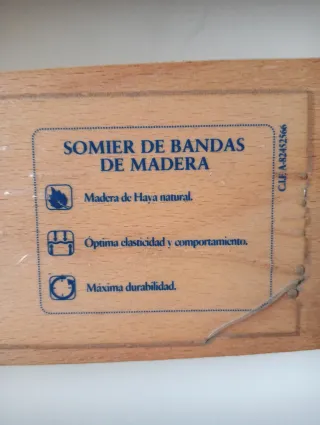 SOMIER DE BANDAS
DE MADERA
Madera de Haya natural.
Óptima elasticidad y comportamiento.
Máxima durabilidad.
C.I.F. A-82452566